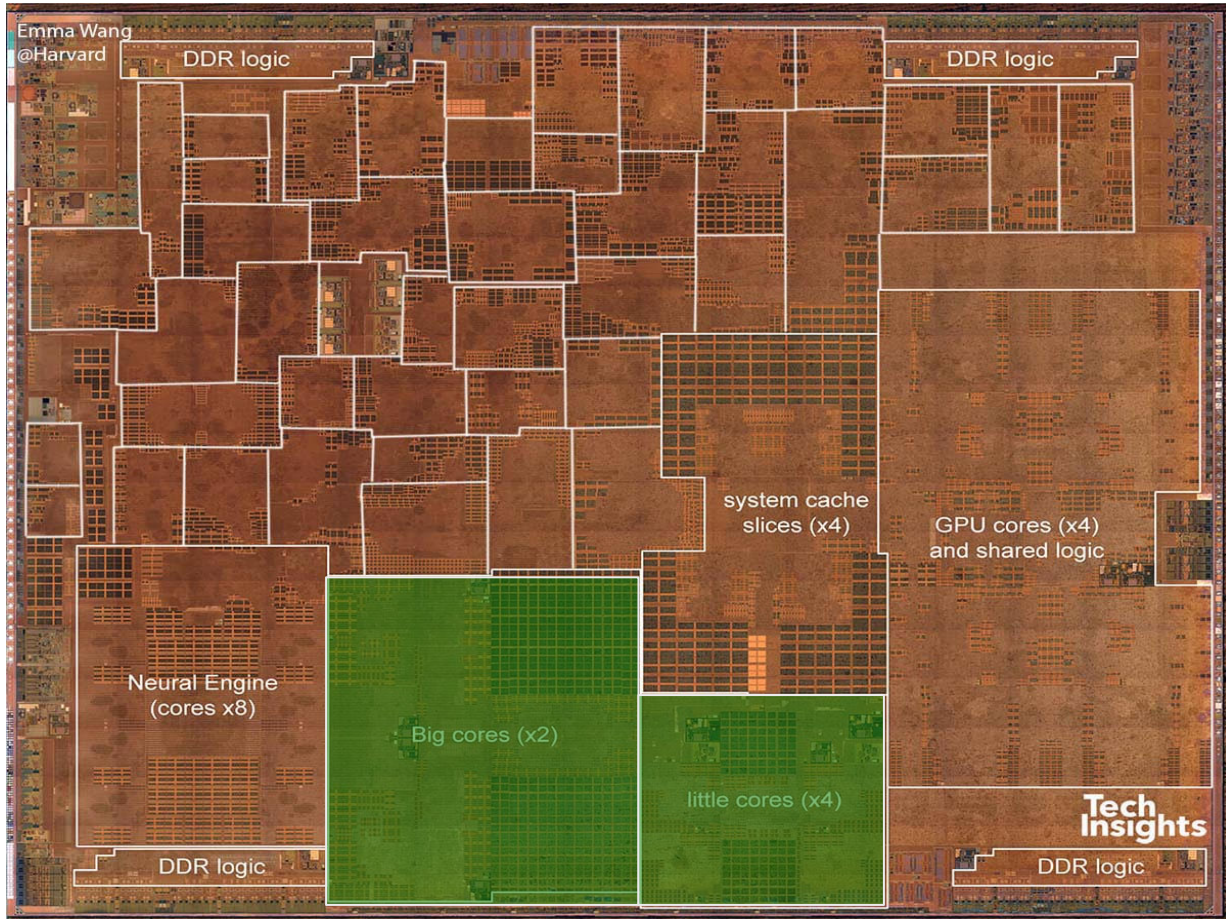 Emma Wang
@Harvard
DDR logic
DDR logic
system cache
slices (x4)
GPU cores (x4)
and shared logic
Neural Engine
(cores x8)
Big cores (x2)
little cores (x4)
Tech
Insights
DDR logic
DDR logic